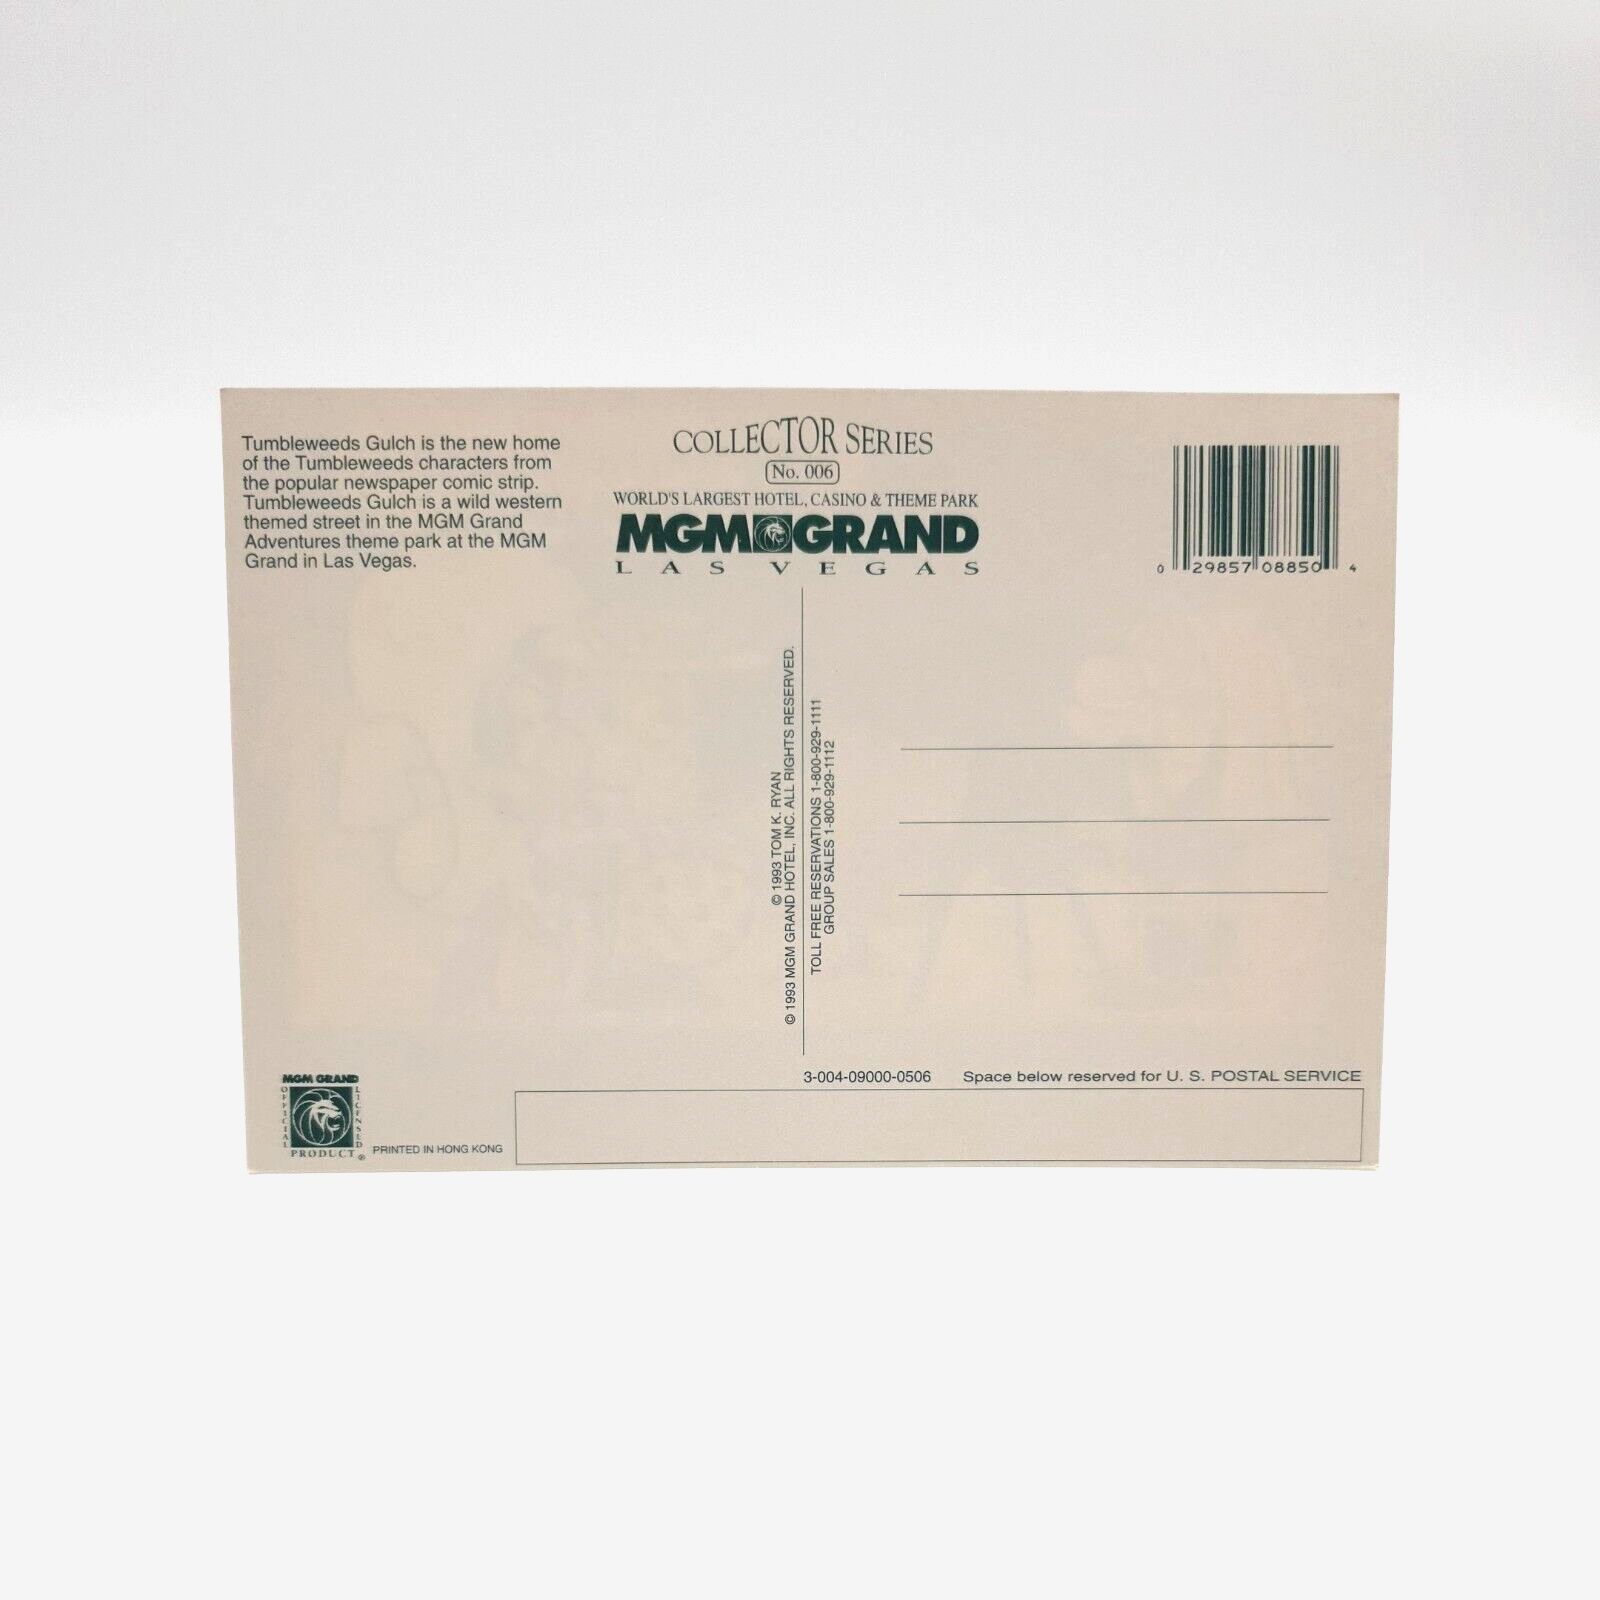 Tumbleweeds Gulch is the new home
of the Tumbleweeds characters from
the popular newspaper comic strip.
Tumbleweeds Gulch is a wild western
themed street in the MGM Grand
Adventures theme park at the MGM
Grand in Las Vegas.
COLLECTOR SERIES
No. 006
WORLD'S LARGEST HOTEL, CASINO & THEME PARK
MGM GRAND
LAS VEGAS
0 29857 08850 4
© 1993 TOM K. RYAN
© 1993 MGM GRAND HOTEL, INC. ALL RIGHTS RESERVED.
TOLL FREE RESERVATIONS 1-800-929-1111
GROUP SALES 1-800-929-1112
3-004-09000-0506
Space below reserved for U. S. POSTAL SERVICE
MGM GRAND
OFFICIAL
LICENSED
PRODUCT ®
PRINTED IN HONG KONG